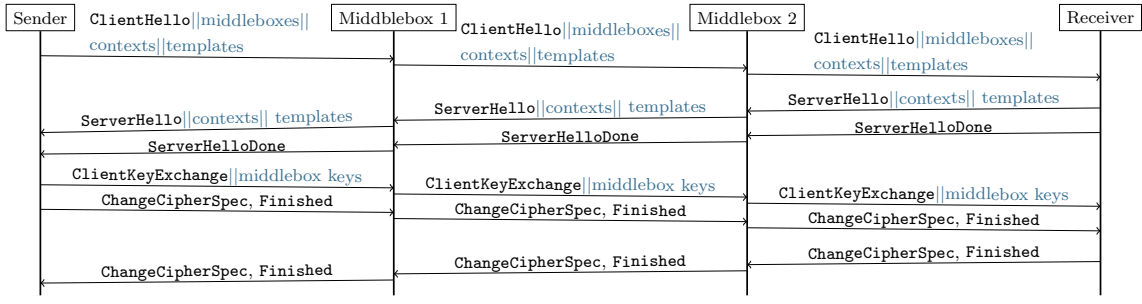 Sender
Middblebox 1
Middlebox 2
Receiver
ClientHello||middleboxes||
contexts||templates
ClientHello||middleboxes||
contexts||templates
ClientHello||middleboxes||
contexts||templates
ServerHello||contexts|| templates
ServerHello||contexts|| templates
ServerHello||contexts|| templates
ServerHelloDone
ServerHelloDone
ServerHelloDone
ClientKeyExchange||middlebox keys
ClientKeyExchange||middlebox keys
ClientKeyExchange||middlebox keys
ChangeCipherSpec, Finished
ChangeCipherSpec, Finished
ChangeCipherSpec, Finished
ChangeCipherSpec, Finished
ChangeCipherSpec, Finished
ChangeCipherSpec, Finished